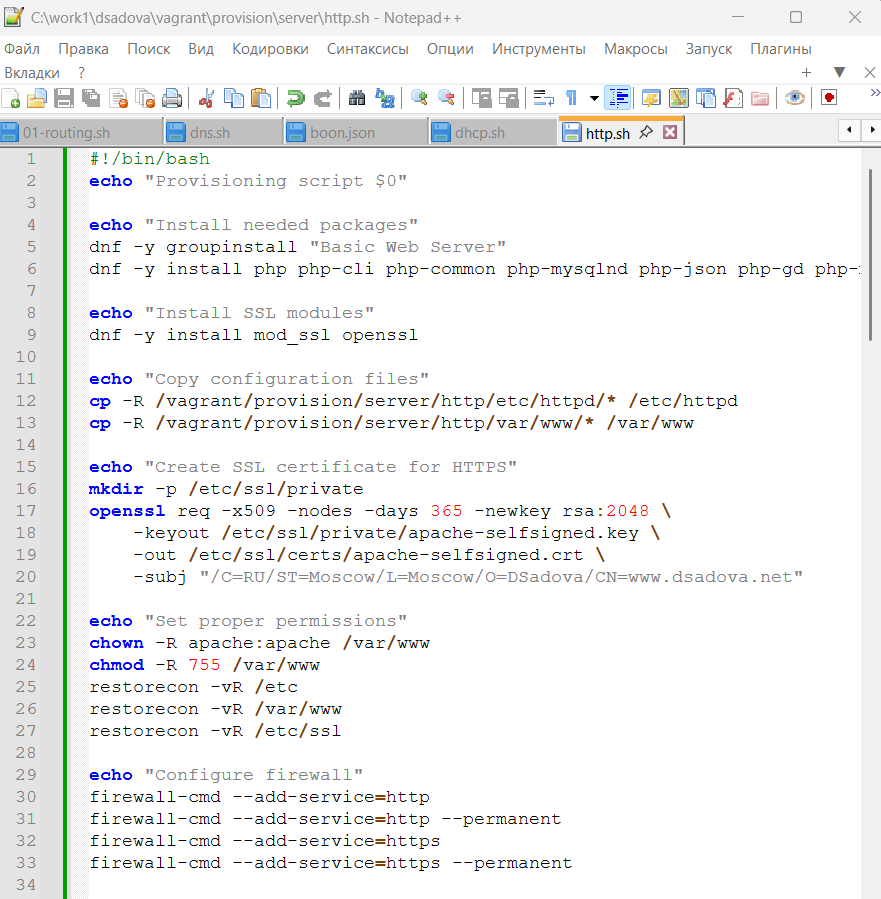 C:\work1\dsadova\vagrant\provision\server\http.sh - Notepad++
Файл Правка Поиск Вид Кодировки Синтаксисы Опции Инструменты Макросы Запуск Плагины
Вкладки ?
01-routing.sh dns.sh boon.json dhcp.sh http.sh
1 #!/bin/bash
2 echo "Provisioning script $0"
3
4 echo "Install needed packages"
5 dnf -y groupinstall "Basic Web Server"
6 dnf -y install php php-cli php-common php-mysqlnd php-json php-gd
7
8 echo "Install SSL modules"
9 dnf -y install mod_ssl openssl
10
11 echo "Copy configuration files"
12 cp -R /vagrant/provision/server/http/etc/httpd/* /etc/httpd
13 cp -R /vagrant/provision/server/http/var/www/* /var/www
14
15 echo "Create SSL certificate for HTTPS"
16 mkdir -p /etc/ssl/private
17 openssl req -x509 -nodes -days 365 -newkey rsa:2048 \
18 -keyout /etc/ssl/private/apache-selfsigned.key \
19 -out /etc/ssl/certs/apache-selfsigned.crt \
20 -subj "/C=RU/ST=Moscow/L=Moscow/O=DSadova/CN=www.dsadova.net"
21
22 echo "Set proper permissions"
23 chown -R apache:apache /var/www
24 chmod -R 755 /var/www
25 restorecon -vR /etc
26 restorecon -vR /var/www
27 restorecon -vR /etc/ssl
28
29 echo "Configure firewall"
30 firewall-cmd --add-service=http
31 firewall-cmd --add-service=http --permanent
32 firewall-cmd --add-service=https
33 firewall-cmd --add-service=https --permanent
34